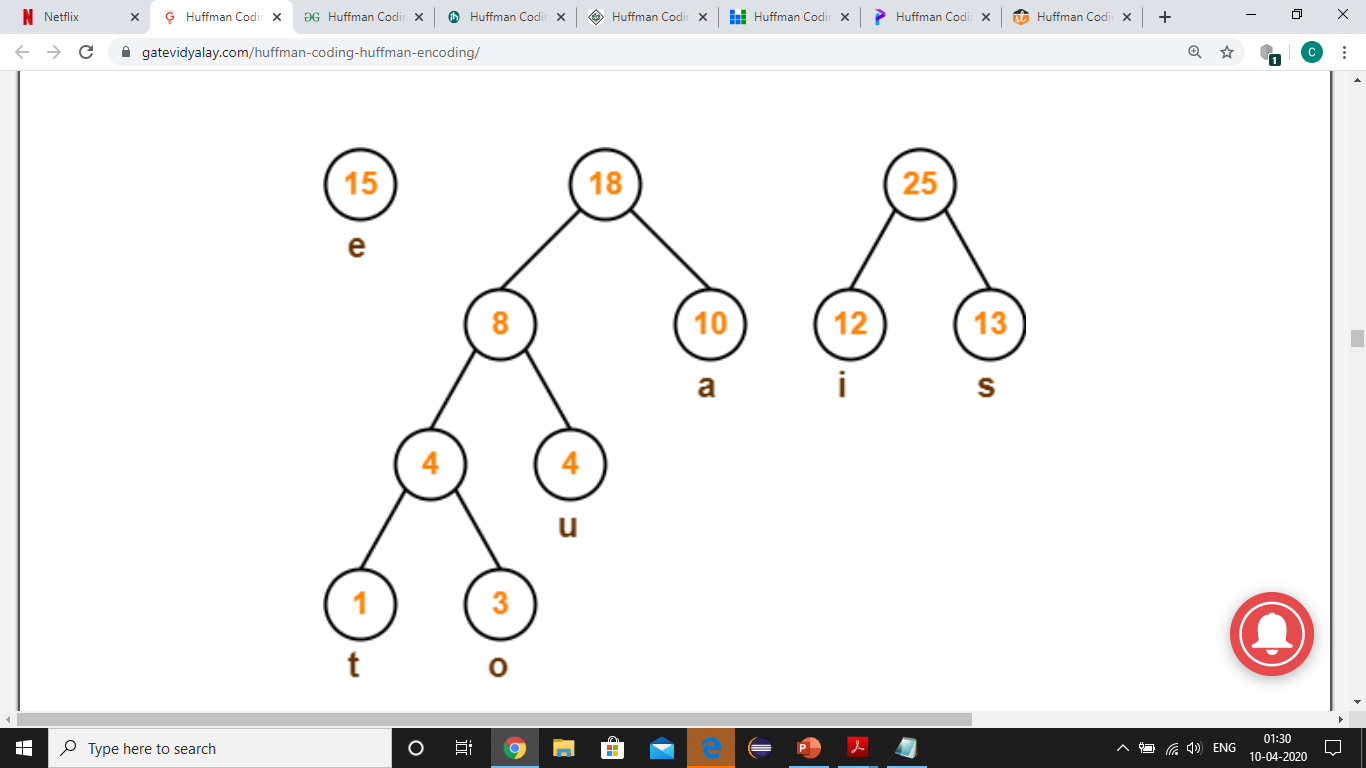 Netflix
Huffman Codi
Huffman Codi
Huffman Codi
Huffman Codi
Huffman Codi
Huffman Codi
Huffman Codi
gatevidyalay.com/huffman-coding-huffman-encoding/
C
1
15 18 25
e
8 10 12 13
a i s
4 4
u
1 3
t o
Type here to search
ENG
01:30
10-04-2020